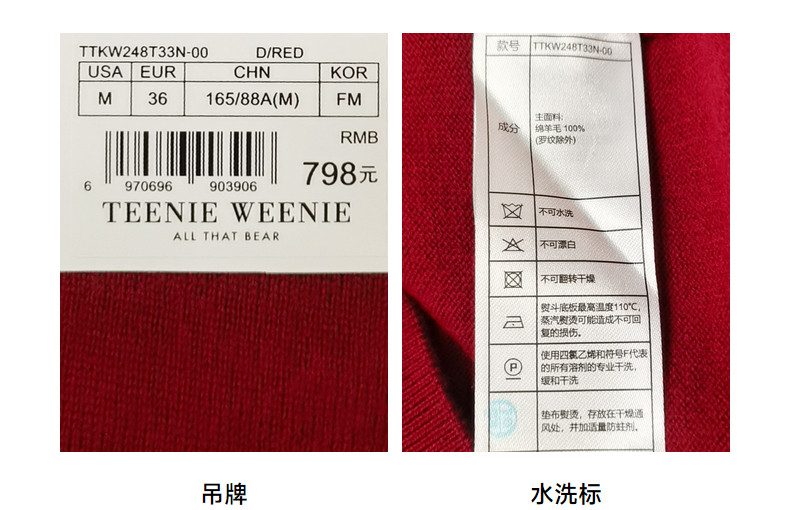 TTKW248T33N-00 D/RED
USA EUR CHN KOR
M 36 165/88A(M) FM
RMB
798元
6 970696 903906
TEENIE WEENIE
ALL THAT BEAR
款号 TTKW248T33N-00
成分
主面料:
绵羊毛 100%
(罗纹除外)
不可水洗
不可漂白
不可翻转干燥
熨斗底板最高温度110℃,
蒸汽熨烫可能造成不可回
复的损伤。
P
使用四氯乙烯和符号F代表
的所有溶剂的专业干洗,
缓和干洗
垫布熨烫，存放在干燥通
风处，并加适量防蛀剂。
吊牌
水洗标